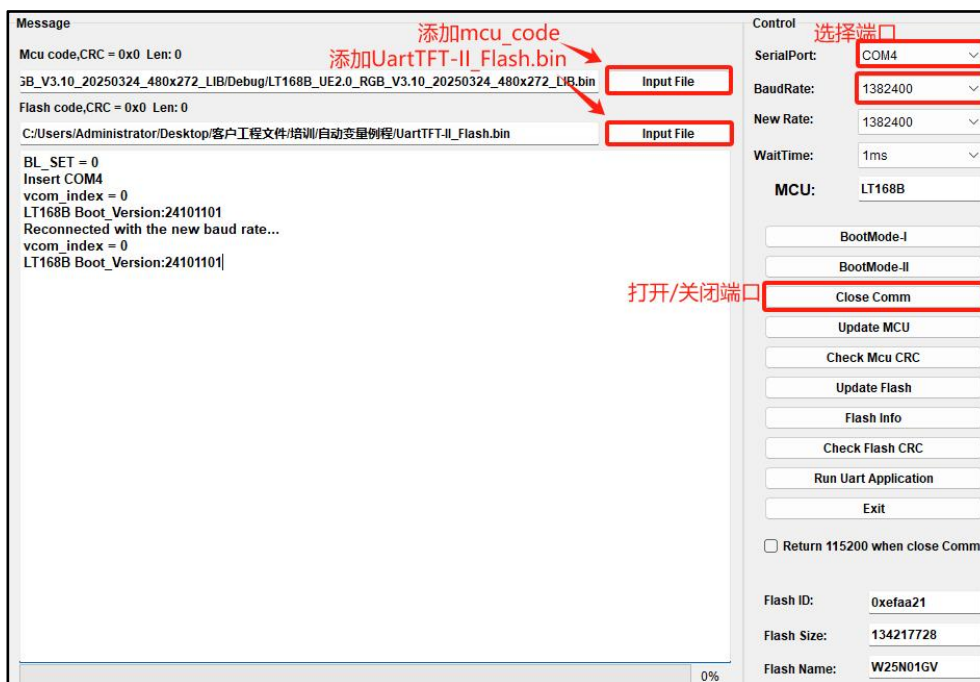 Message
添加mcu_code
Mcu code,CRC = 0x0 Len: 0
添加UartTFT-II_Flash.bin
GB_V3.10_20250324_480x272_LIB/Debug/LT168B_UE2.0_RGB_V3.10_20250324_480x272_LIB.bin
Input File
Flash code,CRC = 0x0 Len: 0
C:/Users/Administrator/Desktop/客户工程文件/培训/自动变量例程/UartTFT-II_Flash.bin
Input File
BL_SET = 0
Insert COM4
vcom_index = 0
LT168B Boot_Version:24101101
Reconnected with the new baud rate...
vcom_index = 0
LT168B Boot_Version:24101101
0%
Control
选择端口
SerialPort: COM4
BaudRate: 1382400
New Rate: 1382400
WaitTime: 1ms
MCU: LT168B
BootMode-I
BootMode-II
打开/关闭端口
Close Comm
Update MCU
Check Mcu CRC
Update Flash
Flash Info
Check Flash CRC
Run Uart Application
Exit
Return 115200 when close Comm
Flash ID: 0xefaa21
Flash Size: 134217728
Flash Name: W25N01GV